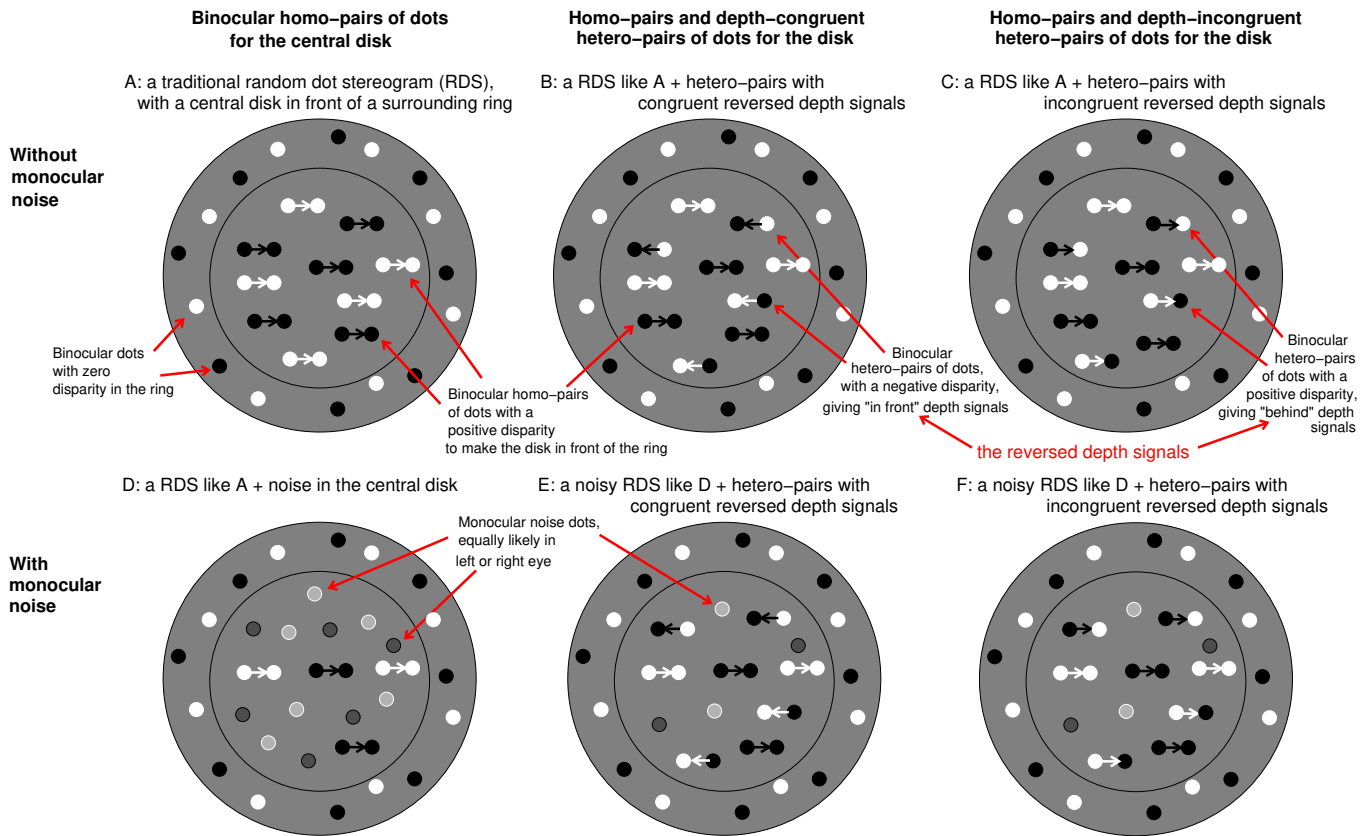 Binocular homo−pairs of dots
for the central disk
Homo−pairs and depth−congruent
hetero−pairs of dots for the disk
Homo−pairs and depth−incongruent
hetero−pairs of dots for the disk
A: a traditional random dot stereogram (RDS),
with a central disk in front of a surrounding ring
B: a RDS like A + hetero−pairs with
congruent reversed depth signals
C: a RDS like A + hetero−pairs with
incongruent reversed depth signals
Without
monocular
noise
Binocular dots
with zero
disparity in the ring
Binocular homo−pairs
of dots with a
positive disparity
to make the disk in front of the ring
Binocular
hetero−pairs of dots,
with a negative disparity,
giving "in front" depth signals
Binocular
hetero−pairs
of dots with a
positive disparity,
giving "behind" depth
signals
the reversed depth signals
D: a RDS like A + noise in the central disk
E: a noisy RDS like D + hetero−pairs with
congruent reversed depth signals
F: a noisy RDS like D + hetero−pairs with
incongruent reversed depth signals
Monocular noise dots,
equally likely in
left or right eye
With
monocular
noise